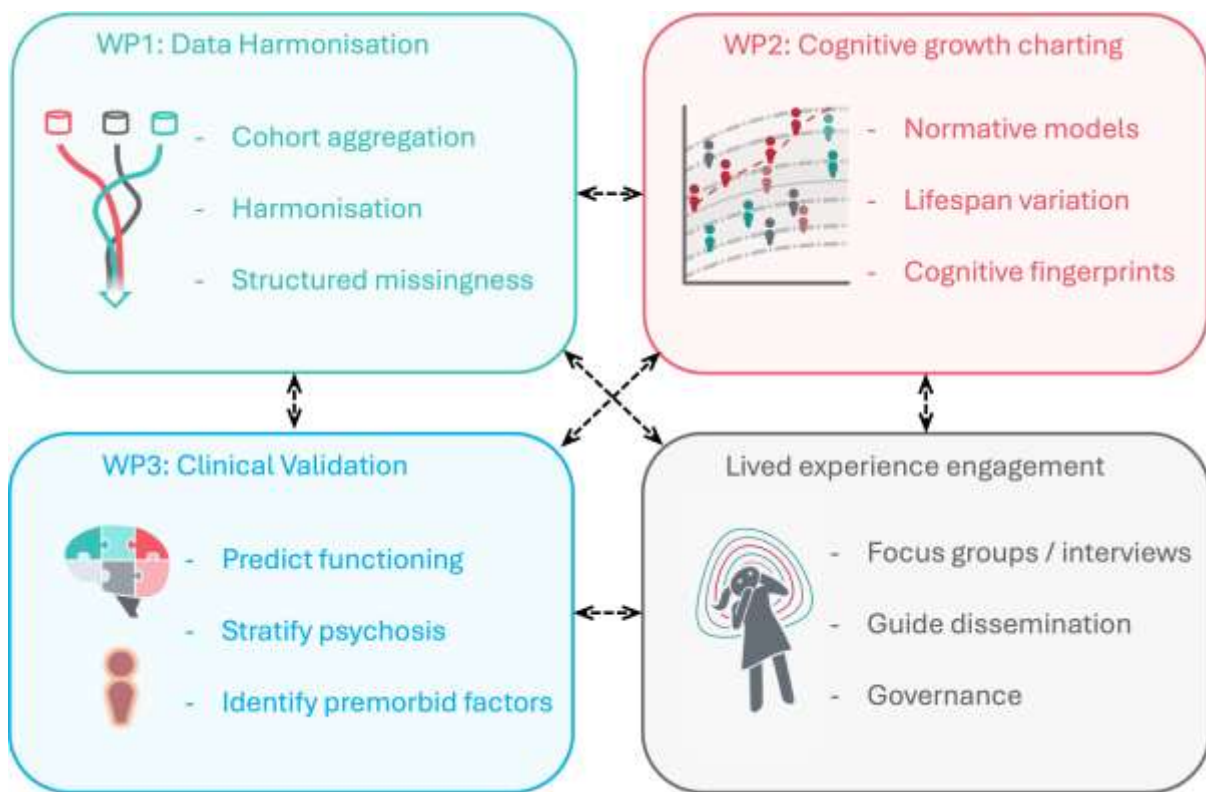 WP1: Data Harmonisation
- Cohort aggregation
- Harmonisation
- Structured missingness
WP2: Cognitive growth charting
- Normative models
- Lifespan variation
- Cognitive fingerprints
WP3: Clinical Validation
- Predict functioning
- Stratify psychosis
- Identify premorbid factors
Lived experience engagement
- Focus groups / interviews
- Guide dissemination
- Governance